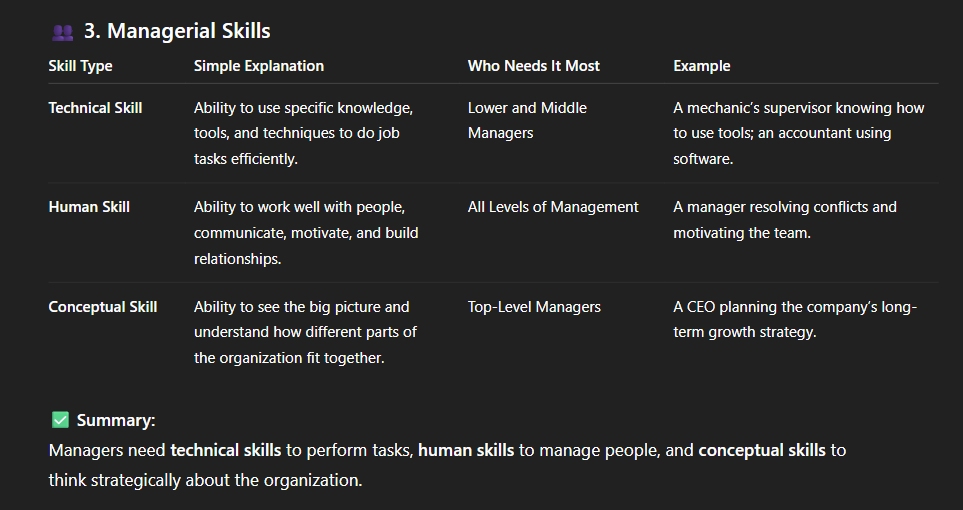 👥 3. Managerial Skills
Skill Type Simple Explanation Who Needs It Most Example
Technical Skill
Ability to use specific knowledge,
tools, and techniques to do job
tasks efficiently.
Lower and Middle
Managers
A mechanic’s supervisor knowing how
to use tools; an accountant using
software.
Human Skill
Ability to work well with people,
communicate, motivate, and build
relationships.
All Levels of Management
A manager resolving conflicts and
motivating the team.
Conceptual Skill
Ability to see the big picture and
understand how different parts of
the organization fit together.
Top-Level Managers
A CEO planning the company’s long-
term growth strategy.
✅ Summary:
Managers need technical skills to perform tasks, human skills to manage people, and conceptual skills to
think strategically about the organization.